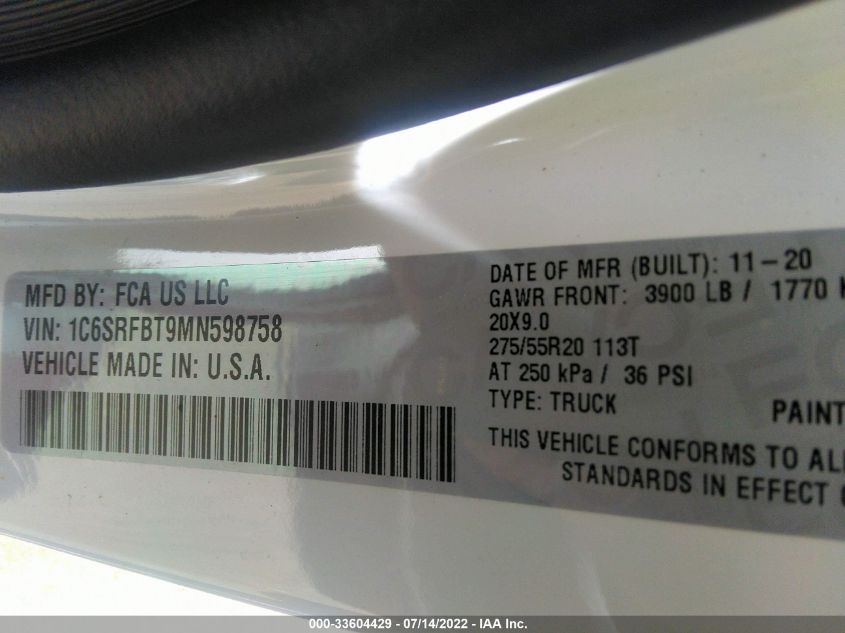 MFD BY: FCA US LLC
VIN: 1C6SRFBT9MN598758
VEHICLE MADE IN: U.S.A.
DATE OF MFR (BUILT): 11-20
GAWR FRONT: 3900 LB / 1770 K
20X9.0
275/55R20 113T
AT 250 kPa / 36 PSI
TYPE: TRUCK
PAINT
THIS VEHICLE CONFORMS TO ALL
STANDARDS IN EFFECT
000-33604429 - 07/14/2022 - IAA Inc.